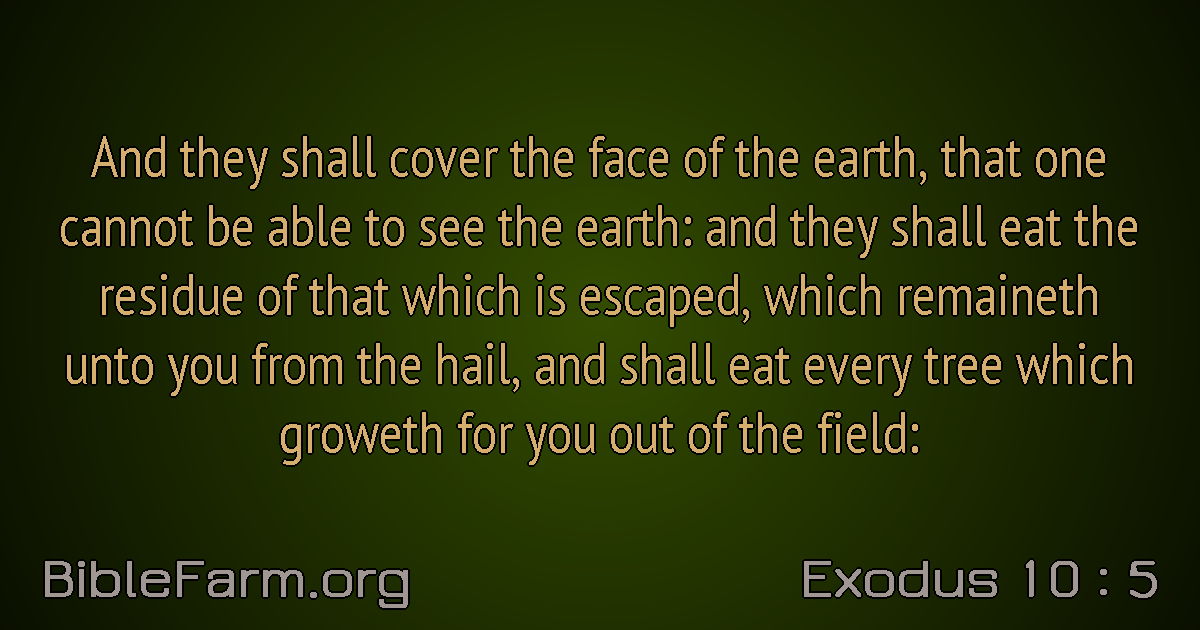 And they shall cover the face of the earth, that one
cannot be able to see the earth: and they shall eat the
residue of that which is escaped, which remaineth
unto you from the hail, and shall eat every tree which
groweth for you out of the field:
BibleFarm.org
Exodus 10 : 5